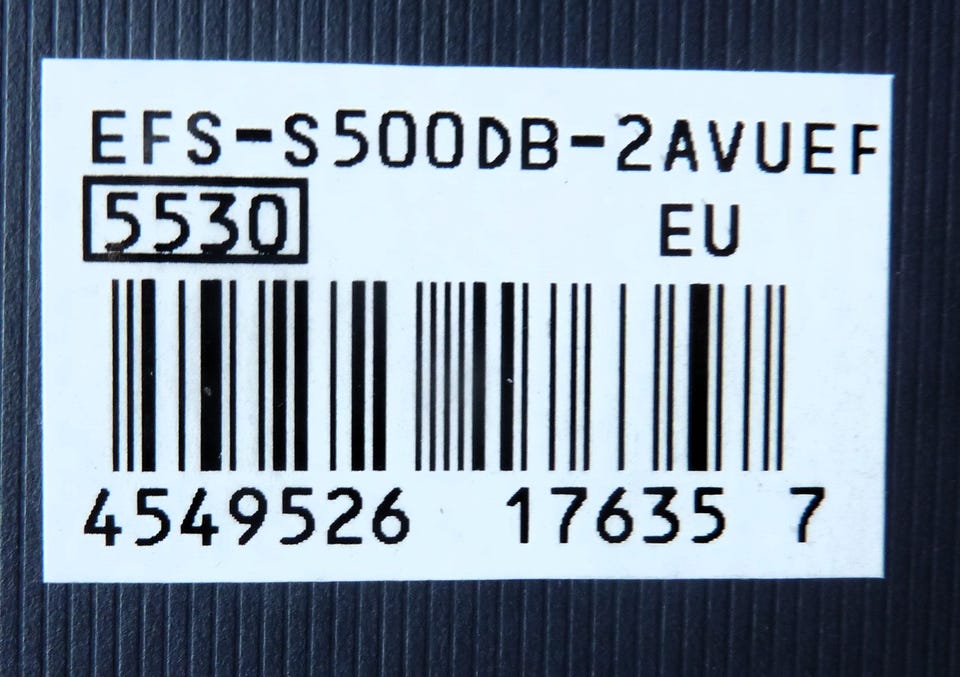 EFS-S500DB-2AVUEF
5530 EU
4549526 17635 7